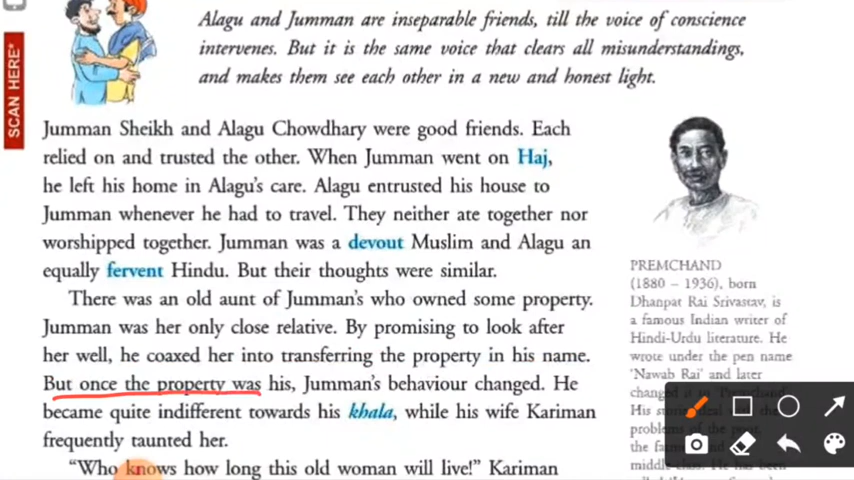 SCAN HERE*
Alagu and Jumman are inseparable friends, till the voice of conscience
intervenes. But it is the same voice that clears all misunderstandings,
and makes them see each other in a new and honest light.
Jumman Sheikh and Alagu Chowdhary were good friends. Each
relied on and trusted the other. When Jumman went on Haj,
he left his home in Alagu's care. Alagu entrusted his house to
Jumman whenever he had to travel. They neither ate together nor
worshipped together. Jumman was a devout Muslim and Alagu an
equally fervent Hindu. But their thoughts were similar.
There was an old aunt of Jumman's who owned some property.
Jumman was her only close relative. By promising to look after
her well, he coaxed her into transferring the property in his name.
But once the property was his, Jumman's behaviour changed. He
became quite indifferent towards his khala, while his wife Kariman
frequently taunted her.
"Who knows how long this old woman will live!" Kariman
PREMCHAND
(1880 – 1936), born
Dhanpat Rai Srivastav, is
a famous Indian writer of
Hindi-Urdu literature. He
wrote under the pen name
'Nawab Rai' and later
His
problems
the
middle